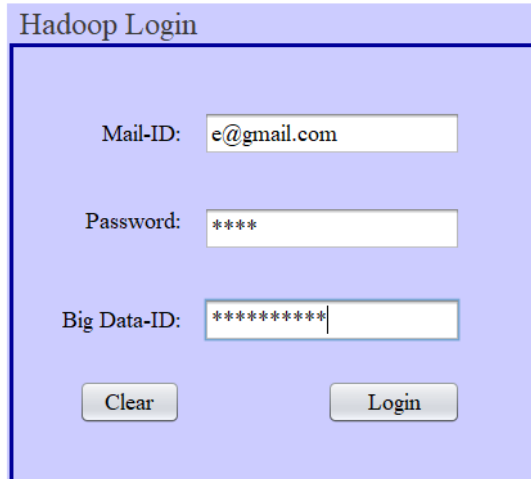 Hadoop Login
Mail-ID: e@gmail.com
Password: ****
Big Data-ID: **********
Clear Login